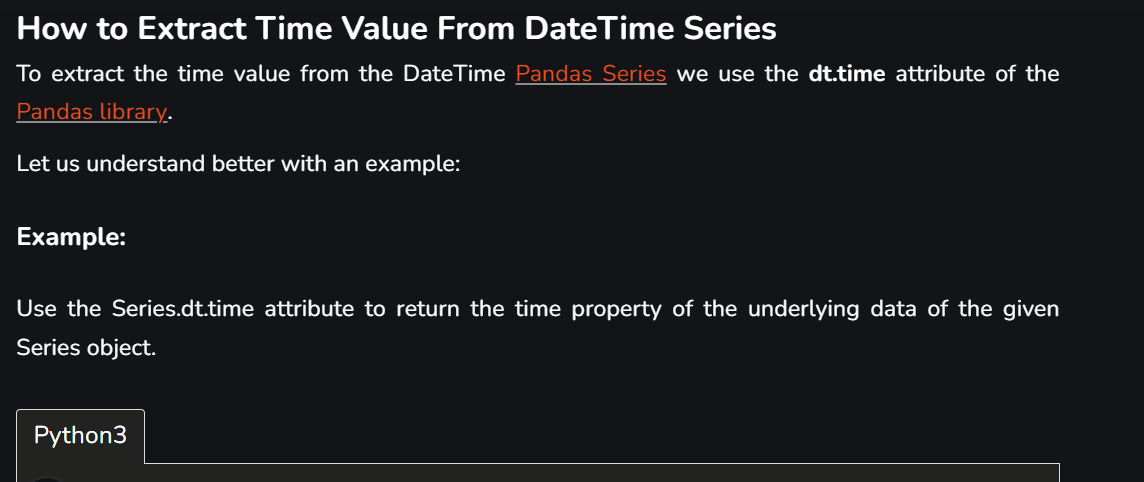 How to Extract Time Value From DateTime Series
To extract the time value from the DateTime Pandas Series we use the dt.time attribute of the
Pandas library.
Let us understand better with an example:
Example:
Use the Series.dt.time attribute to return the time property of the underlying data of the given
Series object.
Python3